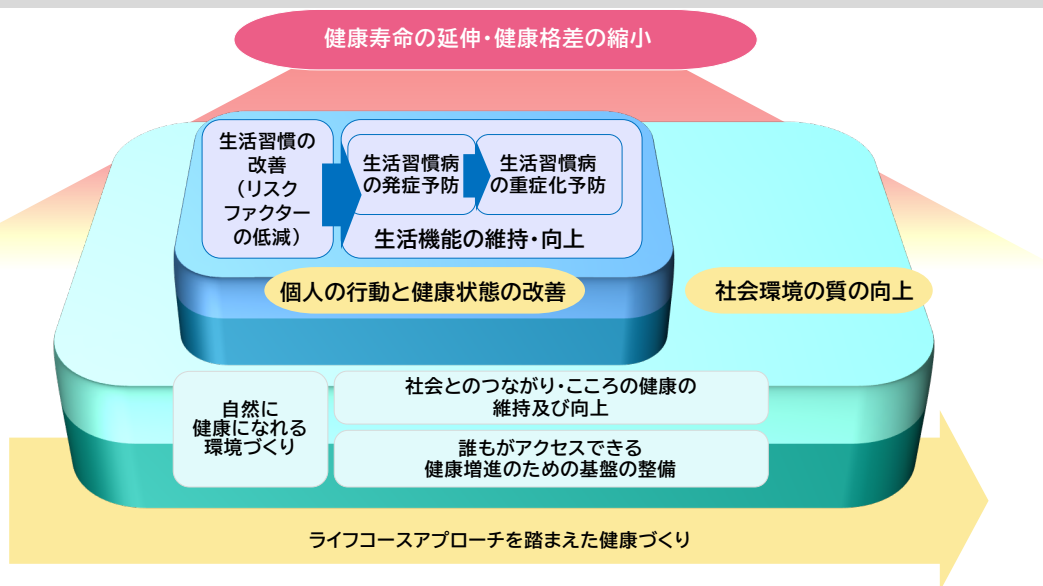 健康寿命の延伸・健康格差の縮小
生活習慣の
改善
（リスク
ファクター
の低減）
生活習慣病
の発症予防
生活習慣病
の重症化予防
生活機能の維持・向上
個人の行動と健康状態の改善
社会環境の質の向上
自然に
健康になれる
環境づくり
社会とのつながり・こころの健康の
維持及び向上
誰もがアクセスできる
健康増進のための基盤の整備
ライフコースアプローチを踏まえた健康づくり